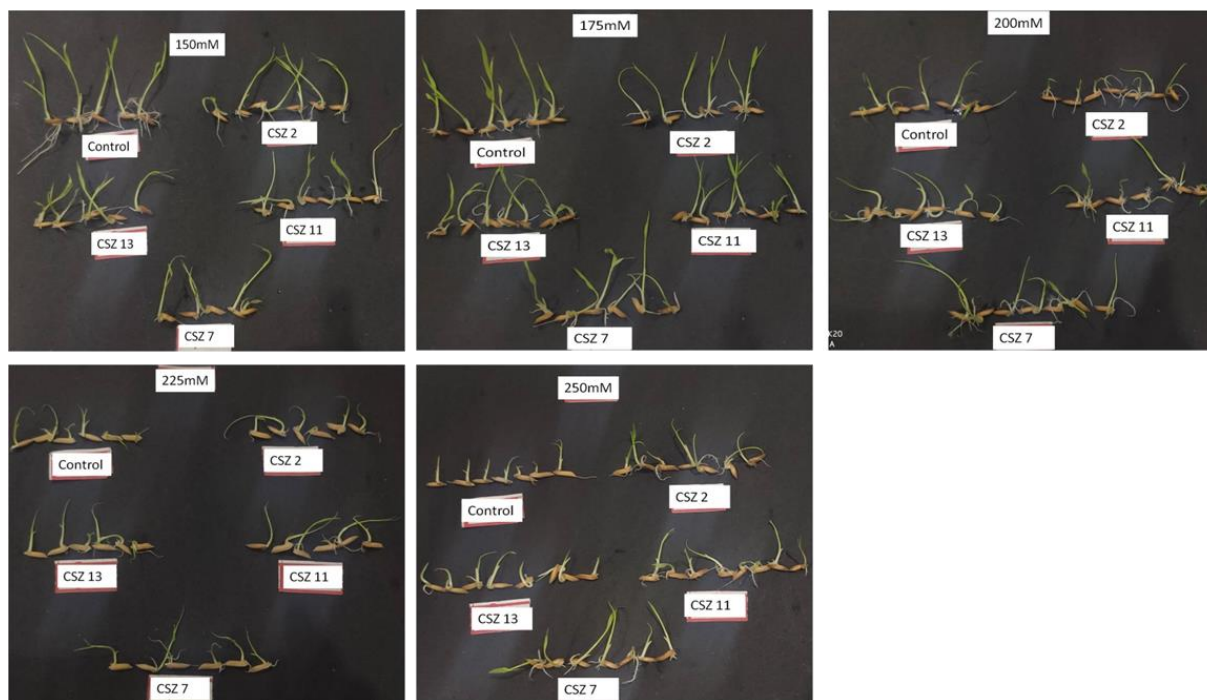 150mM
Control
CSZ 2
CSZ 13
CSZ 11
CSZ 7
175mM
Control
CSZ 2
CSZ 13
CSZ 11
CSZ 7
200mM
Control
CSZ 2
CSZ 13
CSZ 11
CSZ 7
K20
A
225mM
Control
CSZ 2
CSZ 13
CSZ 11
CSZ 7
250mM
Control
CSZ 2
CSZ 13
CSZ 11
CSZ 7